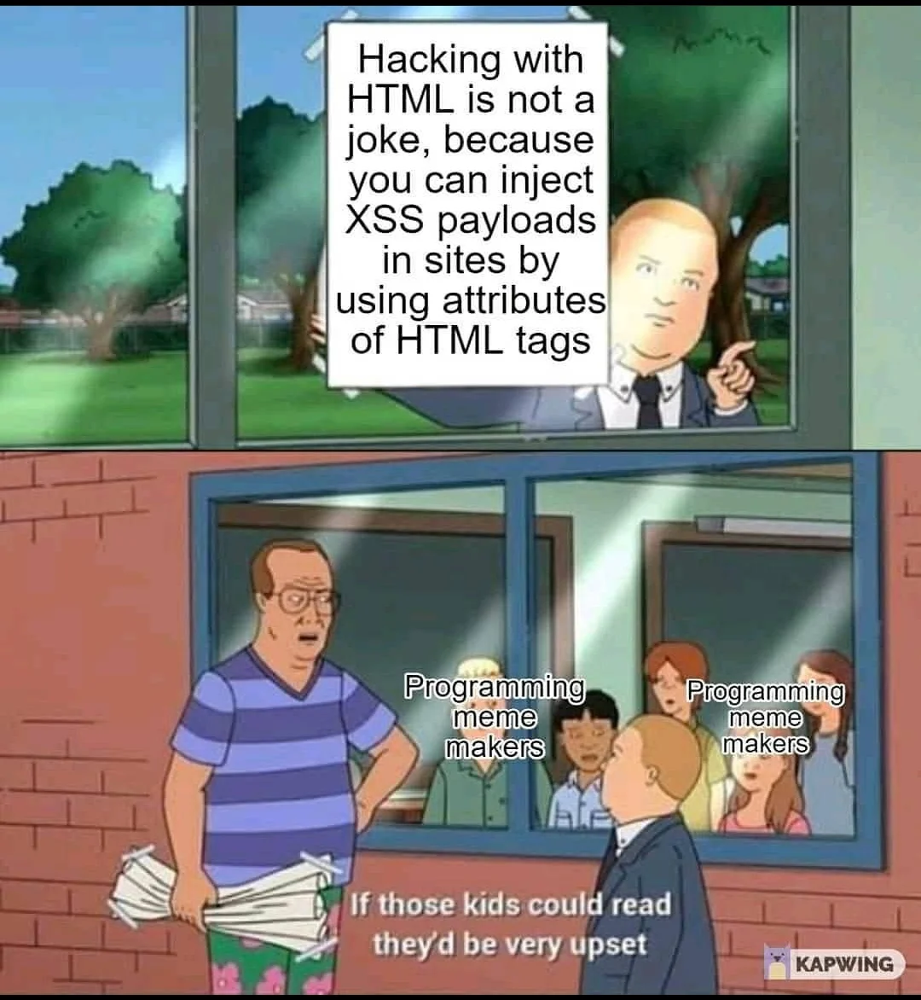 Hacking with
HTML is not a
joke, because
you can inject
XSS payloads
in sites by
using attributes
of HTML tags
Programming
meme
makers
Programming
meme
makers
If those kids could read
they'd be very upset
KAPWING